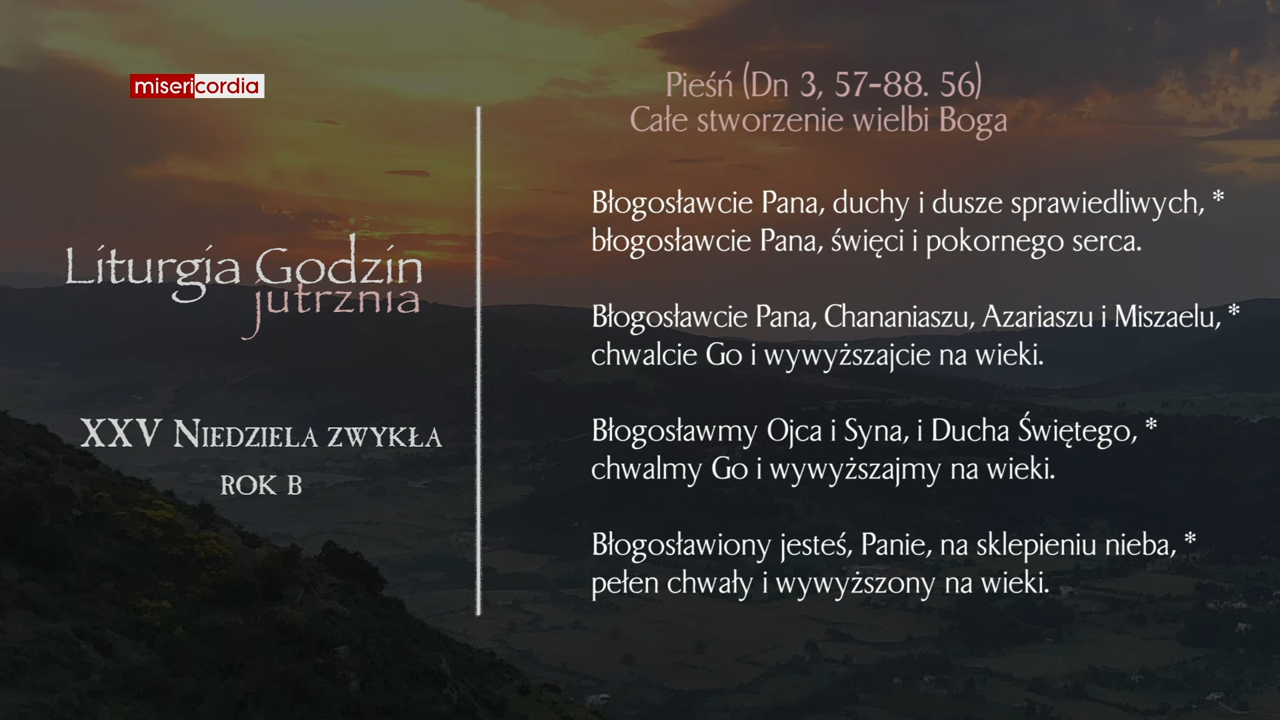 misericordia
Liturgia Godzin
jutrznia
XXV Niedziela zwykła
rok B
Pieśń (Dn 3, 57-88. 56)
Całe stworzenie wielbi Boga
Błogosławcie Pana, duchy i dusze sprawiedliwych, *
błogosławcie Pana, święci i pokornego serca.
Błogosławcie Pana, Chananiaszu, Azariaszu i Miszaelu, *
chwalcie Go i wywyższajcie na wieki.
Błogosławmy Ojca i Syna, i Ducha Świętego, *
chwalmy Go i wywyższajmy na wieki.
Błogosławiony jesteś, Panie, na sklepieniu nieba, *
pełen chwały i wywyższony na wieki.